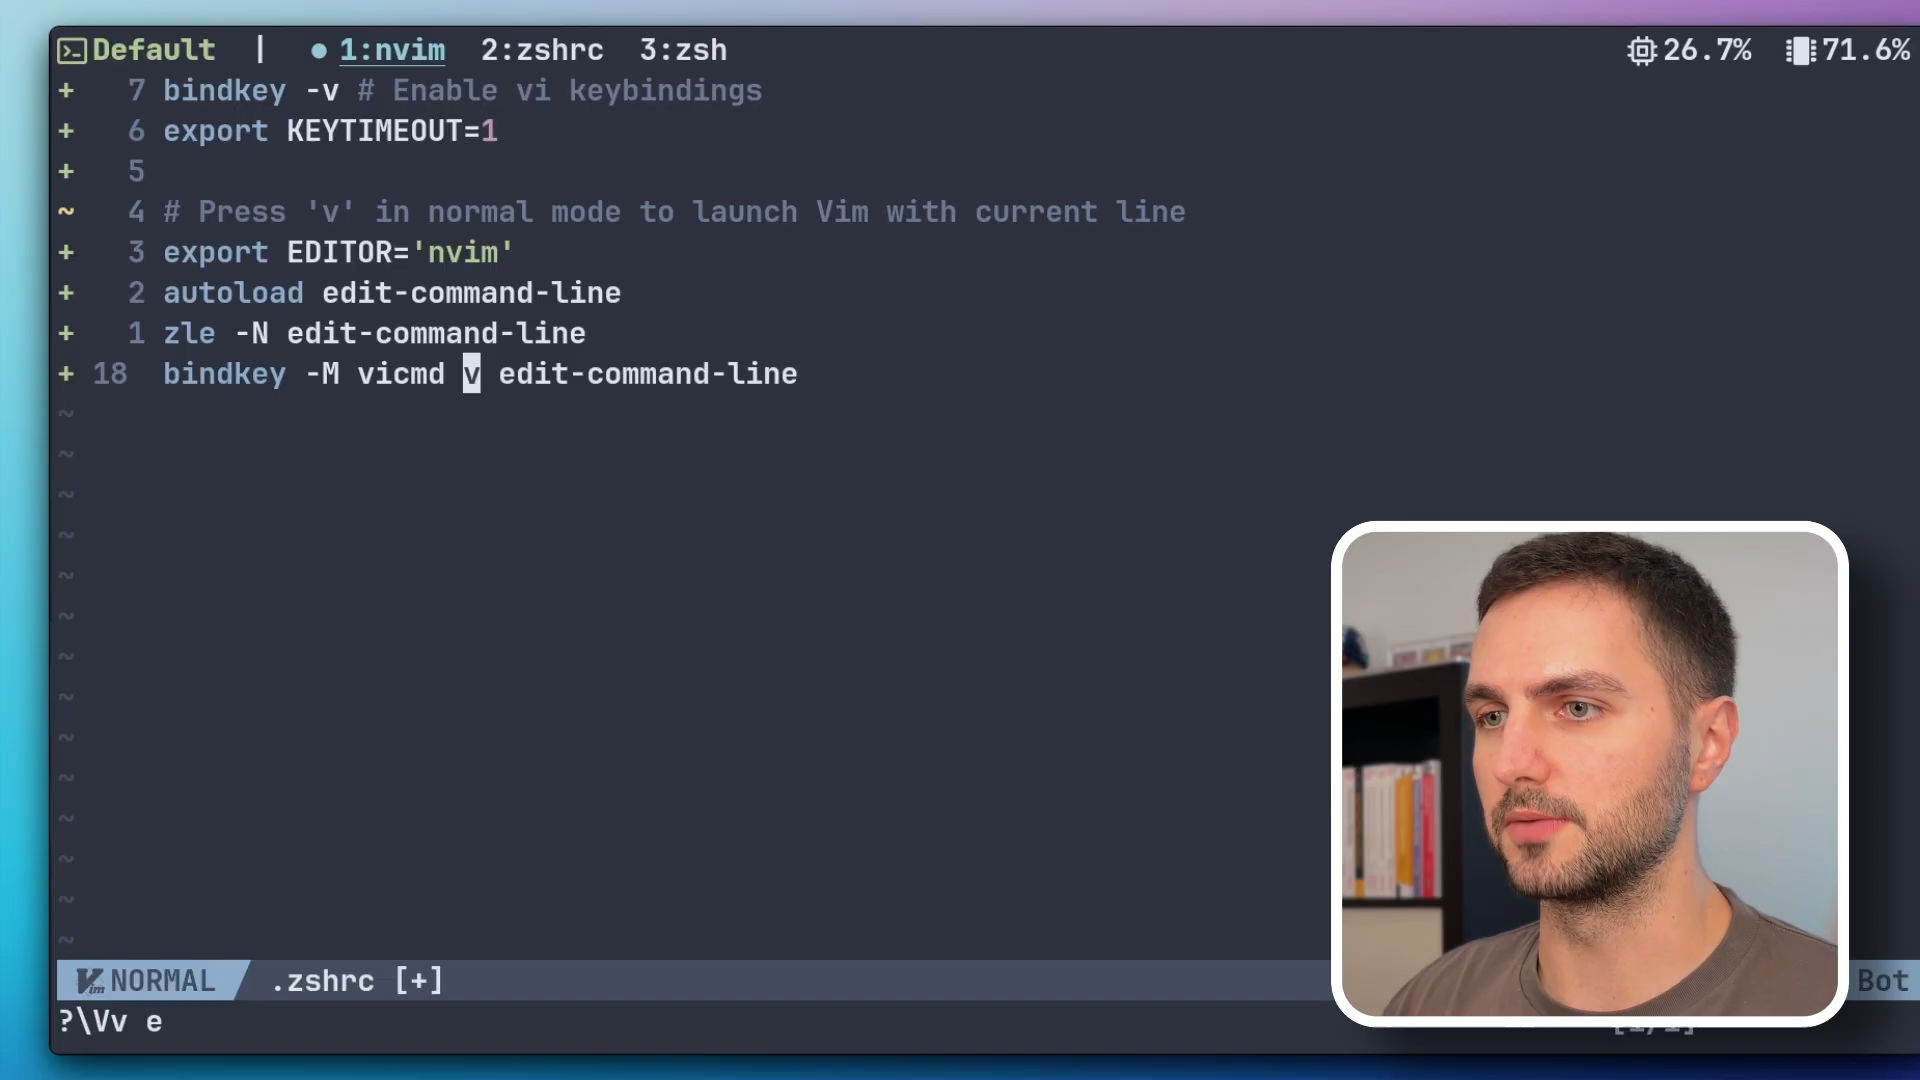 Default | ● 1:nvim 2:zshrc 3:zsh 26.7% 71.6%
+ 7 bindkey -v # Enable vi keybindings
+ 6 export KEYTIMEOUT=1
+ 5
~ 4 # Press 'v' in normal mode to launch Vim with current line
+ 3 export EDITOR='nvim'
+ 2 autoload edit-command-line
+ 1 zle -N edit-command-line
+ 18 bindkey -M vicmd v edit-command-line
~
~
~
~
~
~
~
~
~
~
~
~
~
~
NORMAL .zshrc [+] Bot
?\Vv e